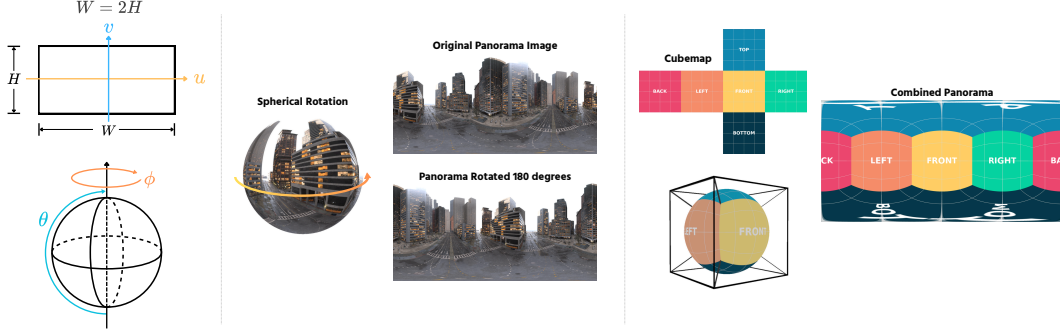 W = 2H
v
H
u
W
ϕ
θ
Spherical Rotation
Original Panorama Image
Panorama Rotated 180 degrees
Cubemap
TOP
BACK LEFT FRONT RIGHT
BOTTOM
EFT FRONT
Combined Panorama
CK LEFT FRONT RIGHT BA